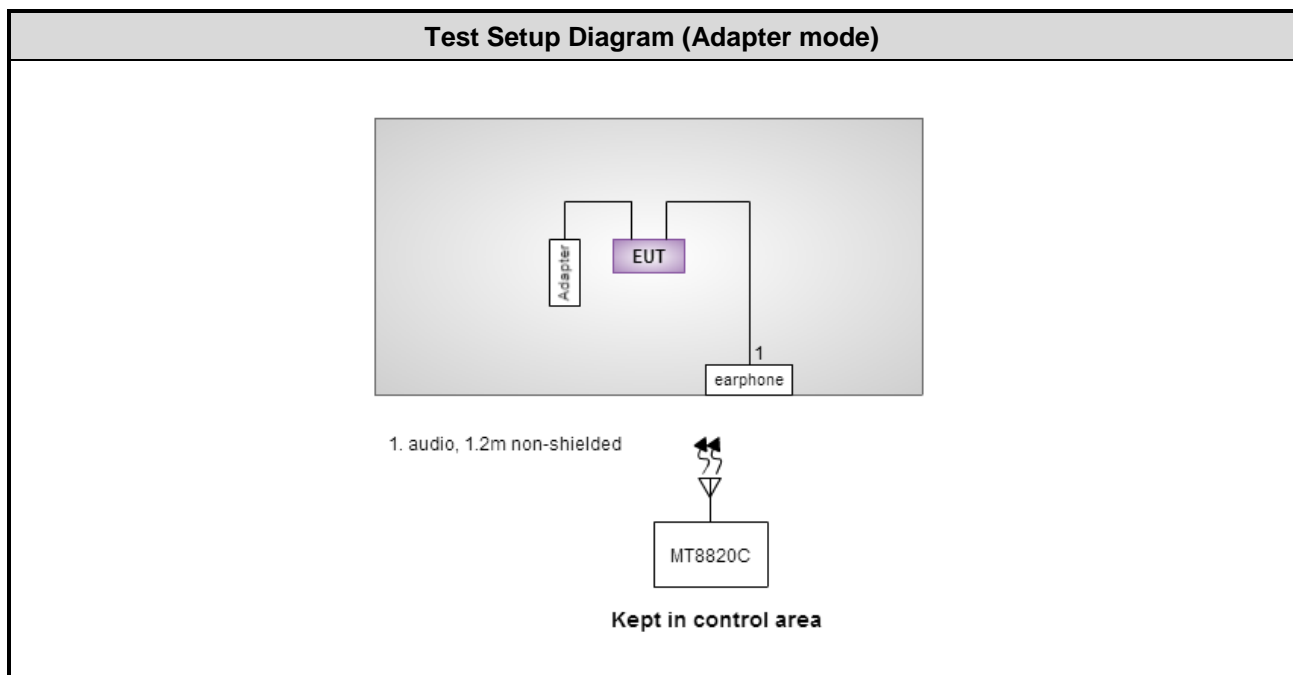 Test Setup Diagram (Adapter mode)
EUT
Adapter
1
earphone
1. audio, 1.2m non-shielded
MT8820C
Kept in control area